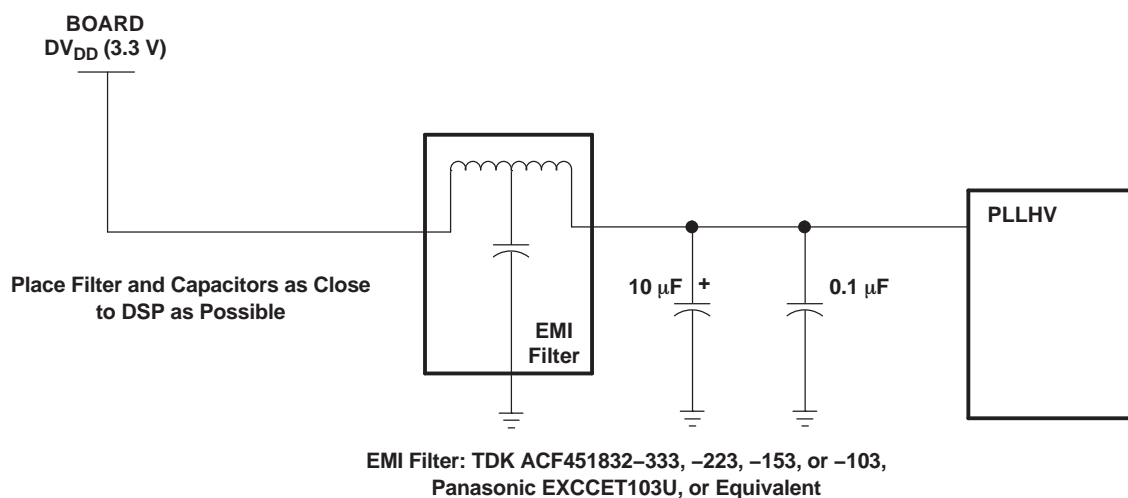 BOARD
DVDD (3.3 V)
PLLHV
Place Filter and Capacitors as Close
to DSP as Possible
10 μF +
0.1 μF
EMI
Filter
EMI Filter: TDK ACF451832–333, –223, –153, or –103,
Panasonic EXCCET103U, or Equivalent